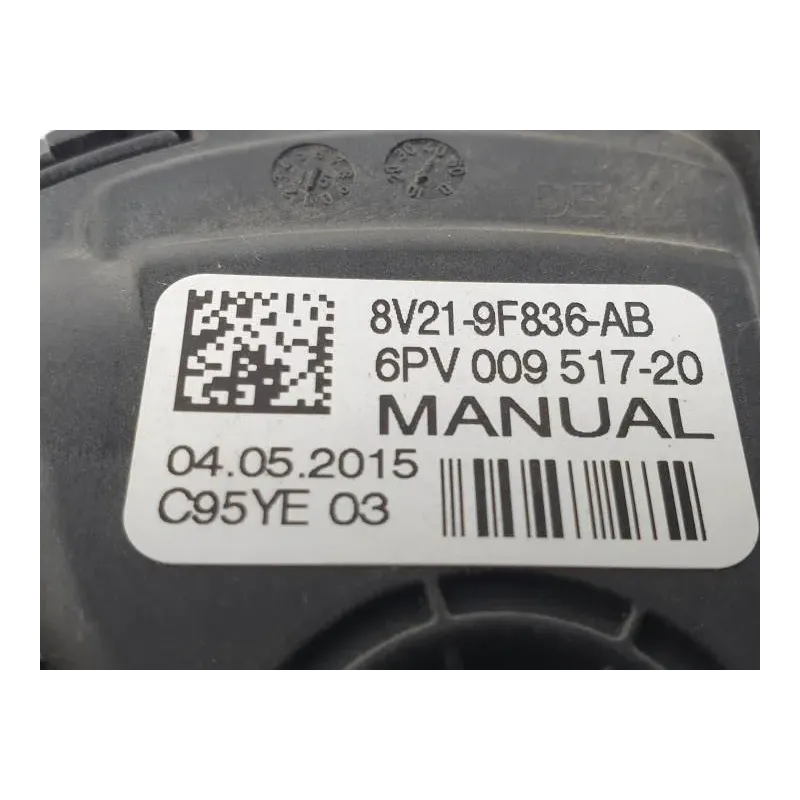 8V21-9F836-AB
6PV 009 517-20
MANUAL
04.05.2015
C95YE 03